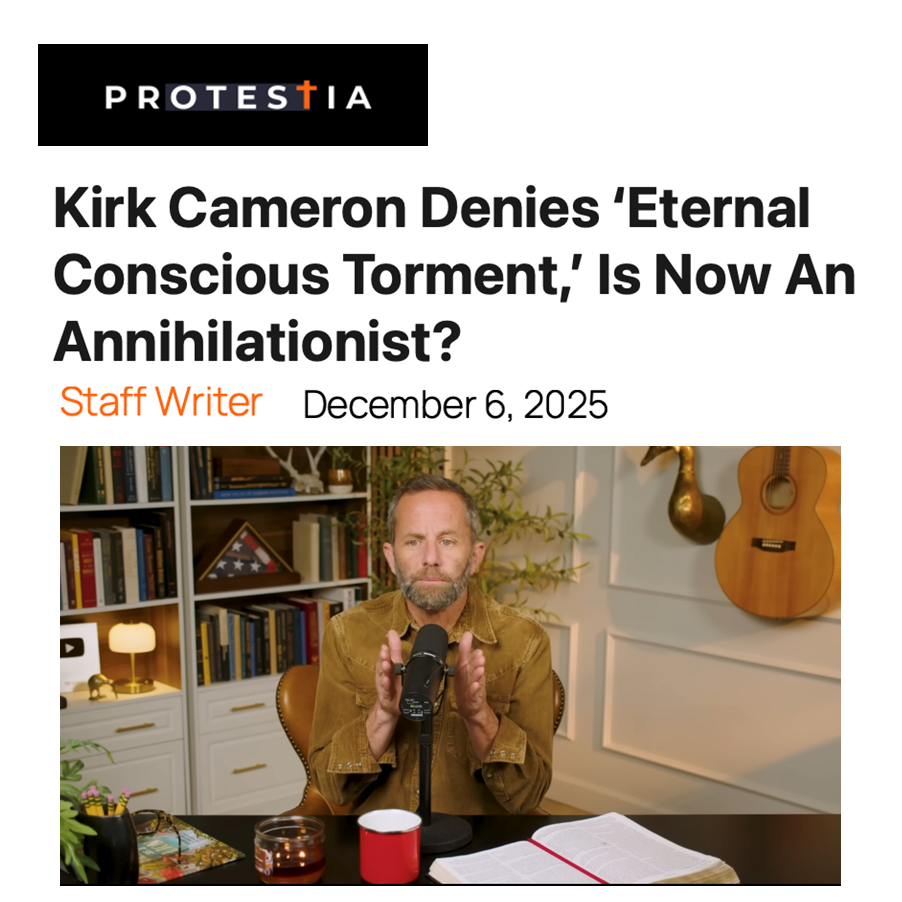 PROTESTIA
Kirk Cameron Denies ‘Eternal
Conscious Torment,’ Is Now An
Annihilationist?
Staff Writer December 6, 2025